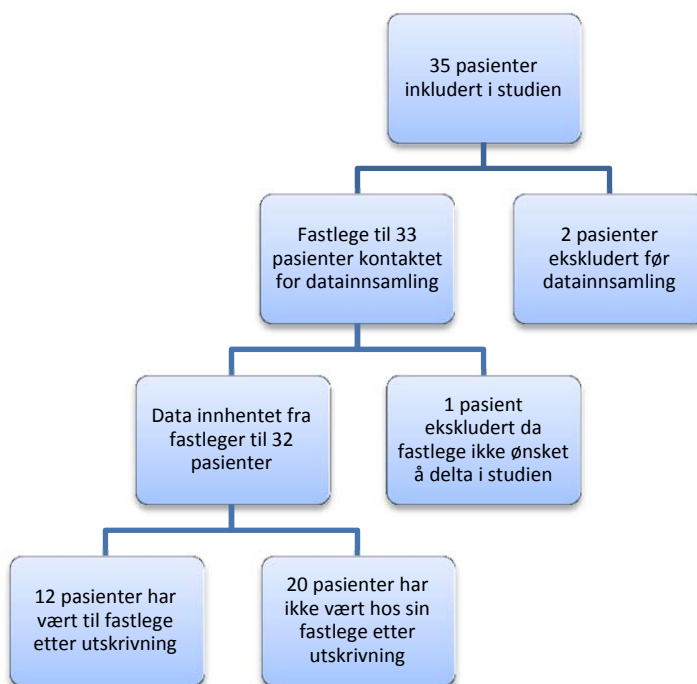 35 pasienter
inkludert i studien
Fastlege til 33
pasienter kontaktet
for datainnsamling
2 pasienter
ekskludert før
datainnsamling
Data innhentet fra
fastleger til 32
pasienter
1 pasient
ekskludert da
fastlege ikke ønsket
å delta i studien
12 pasienter har
vært til fastlege
etter utskrivning
20 pasienter har
ikke vært hos sin
fastlege etter
utskrivning